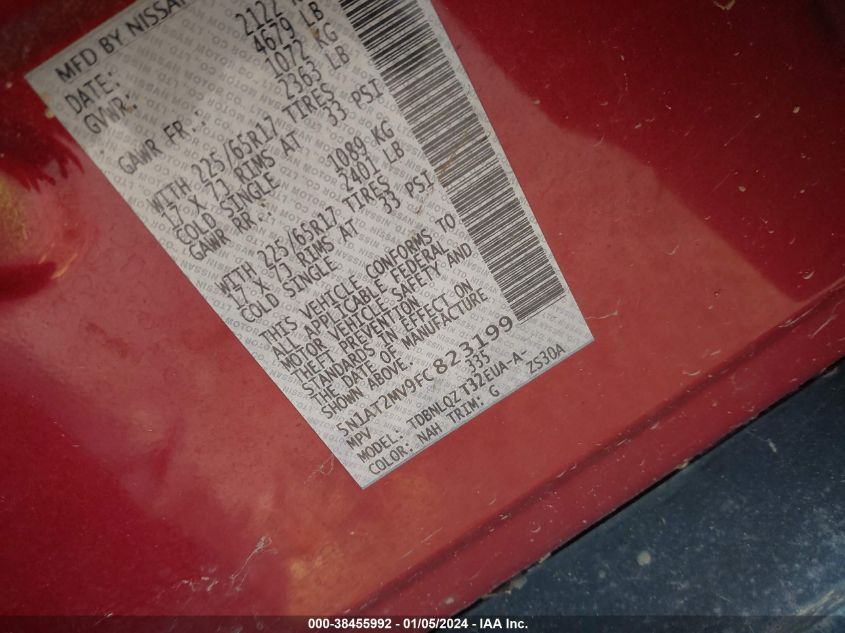 MFD BY NISSAN
DATE:
GVWR: 2122
4679 LB
GAWR FR.: 1072 KG
2363 LB
WITH 225/65R17 TIRES
17 X 7J RIMS AT 33 PSI
COLD SINGLE
GAWR RR.: 1089 KG
2401 LB
WITH 225/65R17 TIRES
17 X 7J RIMS AT 33 PSI
COLD SINGLE
THIS VEHICLE CONFORMS TO
ALL APPLICABLE FEDERAL
MOTOR VEHICLE SAFETY AND
THEFT PREVENTION
STANDARDS IN EFFECT ON
THE DATE OF MANUFACTURE
SHOWN ABOVE.
5N1AT2MV9FC823199
MPV 335
MODEL: TDBNLQZT32EUA-A-
COLOR: NAH TRIM: G ZS30A
000-38455992 - 01/05/2024 - IAA Inc.